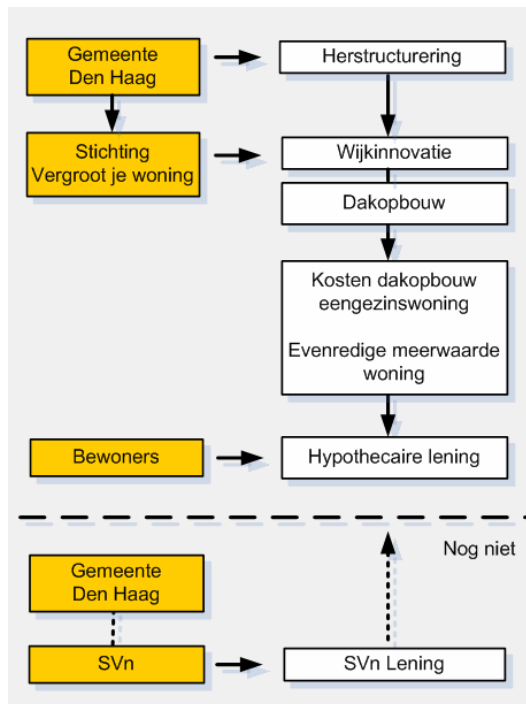 Gemeente
Den Haag
Herstructurering
Stichting
Vergroot je woning
Wijkinnovatie
Dakopbouw
Kosten dakopbouw
eengezinswoning
Evenredige meerwaarde
woning
Bewoners
Hypothecaire lening
Nog niet
Gemeente
Den Haag
SVn
SVn Lening